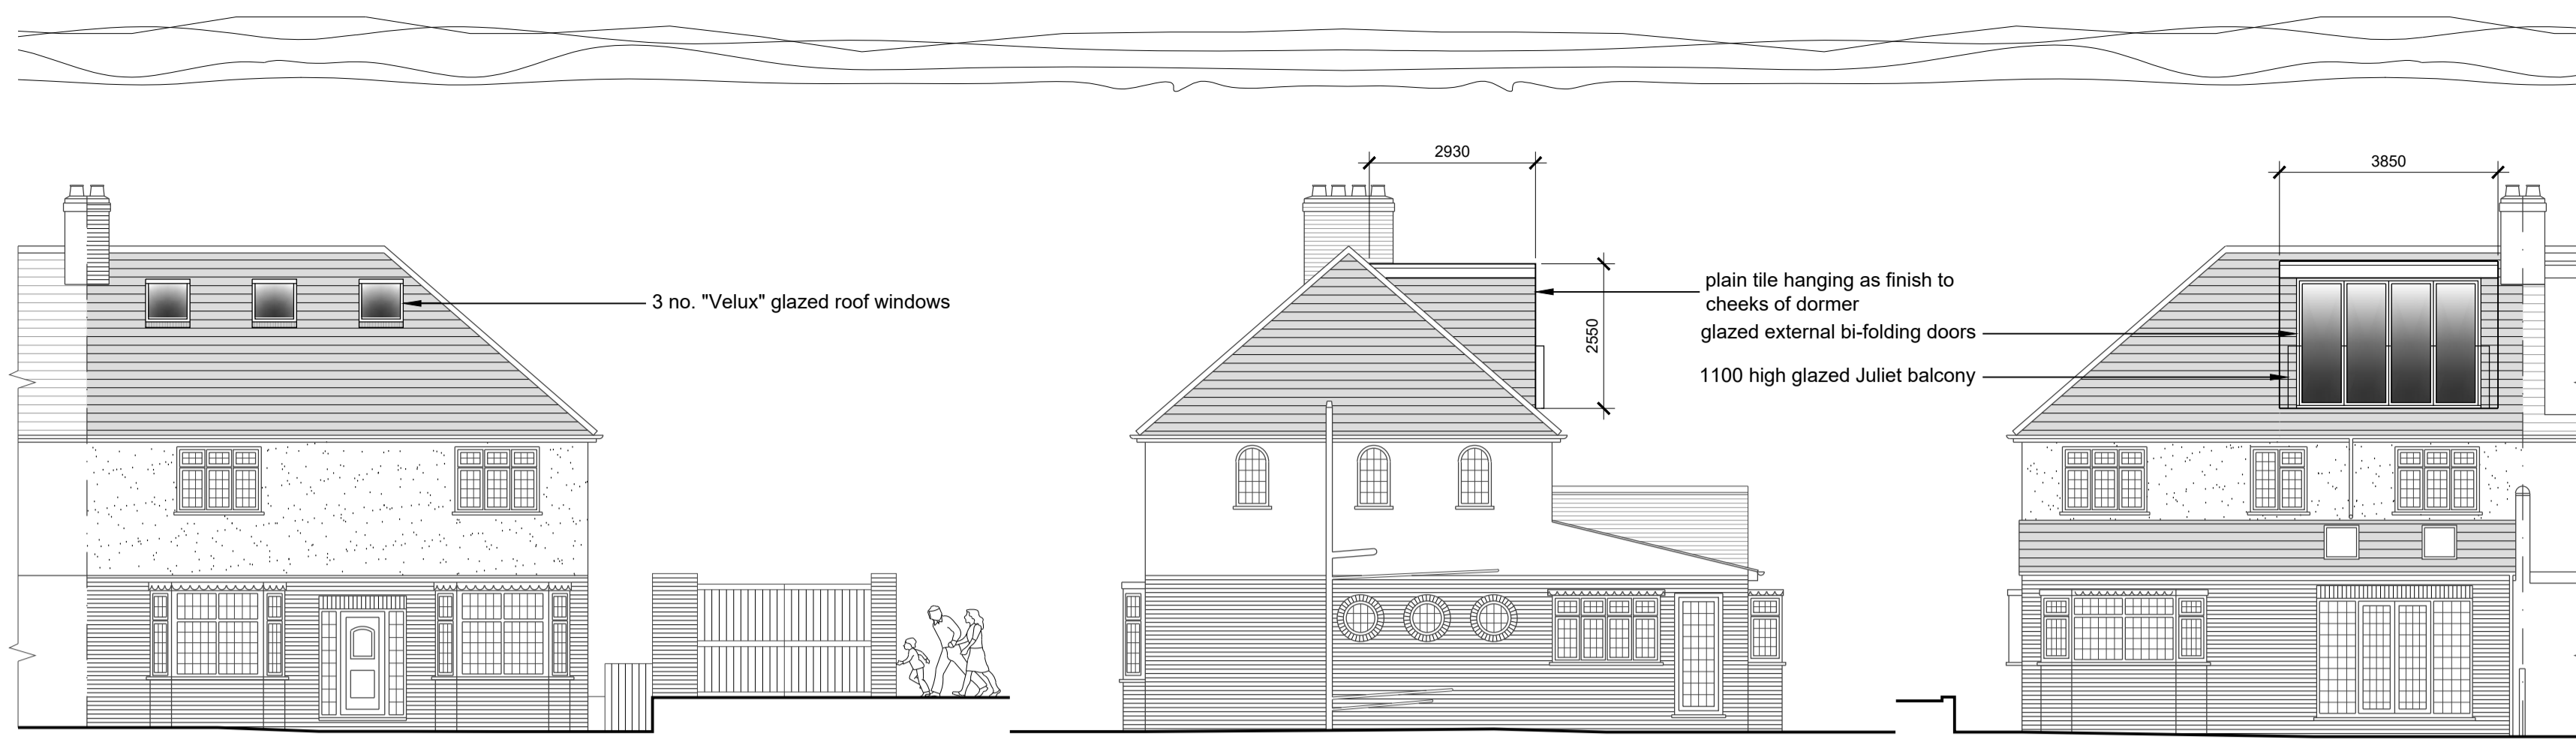 2930
3850
3 no. "Velux" glazed roof windows
plain tile hanging as finish to
cheeks of dormer
glazed external bi-folding doors
2550
1100 high glazed Juliet balcony